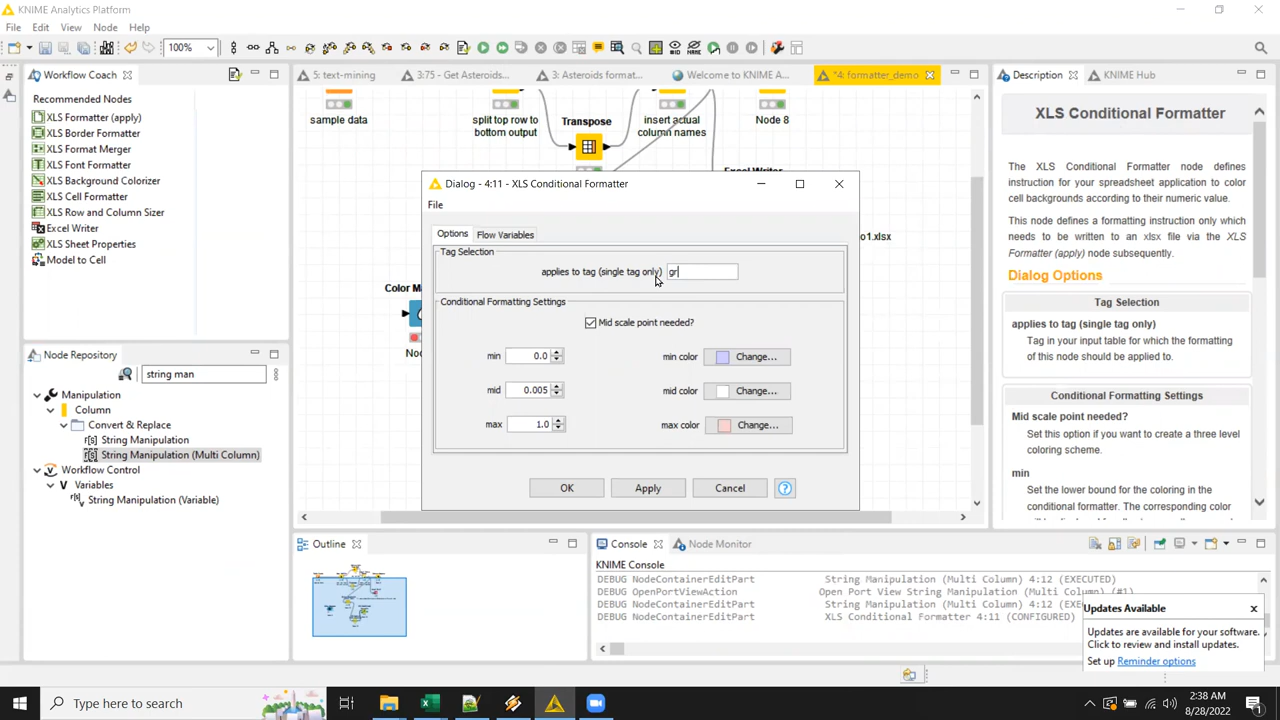 KNIME Analytics Platform
File Edit View Node Help
100%
Workflow Coach
Recommended Nodes
XLS Formatter (apply)
XLS Border Formatter
XLS Format Merger
XLS Font Formatter
XLS Background Colorizer
XLS Cell Formatter
XLS Row and Column Sizer
Excel Writer
XLS Sheet Properties
Model to Cell
Node Repository
string man
Manipulation
Column
Convert & Replace
String Manipulation
String Manipulation (Multi Column)
Workflow Control
Variables
String Manipulation (Variable)
5: text-mining
3:75 - Get Asteroids...
3: Asteroids format...
Welcome to KNIME A...
*4: formatter_demo
sample data
split top row to
bottom output
Transpose
insert actual
column names
Node 8
Excel Writer
o1.xlsx
Color Ma
No
Dialog - 4:11 - XLS Conditional Formatter
File
Options
Flow Variables
Tag Selection
applies to tag (single tag only)
gr
Conditional Formatting Settings
Mid scale point needed?
min 0.0
min color Change...
mid 0.005
mid color Change...
max 1.0
max color Change...
OK Apply Cancel ?
Description
KNIME Hub
XLS Conditional Formatter
The XLS Conditional Formatter node defines
instruction for your spreadsheet application to color
cell backgrounds according to their numeric value.
This node defines a formatting instruction only which
needs to be written to an xlsx file via the XLS
Formatter (apply) node subsequently.
Dialog Options
Tag Selection
applies to tag (single tag only)
Tag in your input table for which the formatting
of this node should be applied to.
Conditional Formatting Settings
Mid scale point needed?
Set this option if you want to create a three level
coloring scheme.
min
Set the lower bound for the coloring in the
conditional formatter. The corresponding color
Outline
Console
Node Monitor
KNIME Console
DEBUG NodeContainerEditPart String Manipulation (Multi Column) 4:12 (EXECUTED)
DEBUG OpenPortViewAction Open Port View String Manipulation (Multi Column) (#1)
DEBUG NodeContainerEditPart String Manipulation (Multi Column) 4:12 (EXE
DEBUG NodeContainerEditPart XLS Conditional Formatter 4:11 (CONFIGURED)
Updates Available
Updates are available for your software.
Click to review and install updates.
Set up Reminder options
Type here to search
2:38 AM
8/28/2022